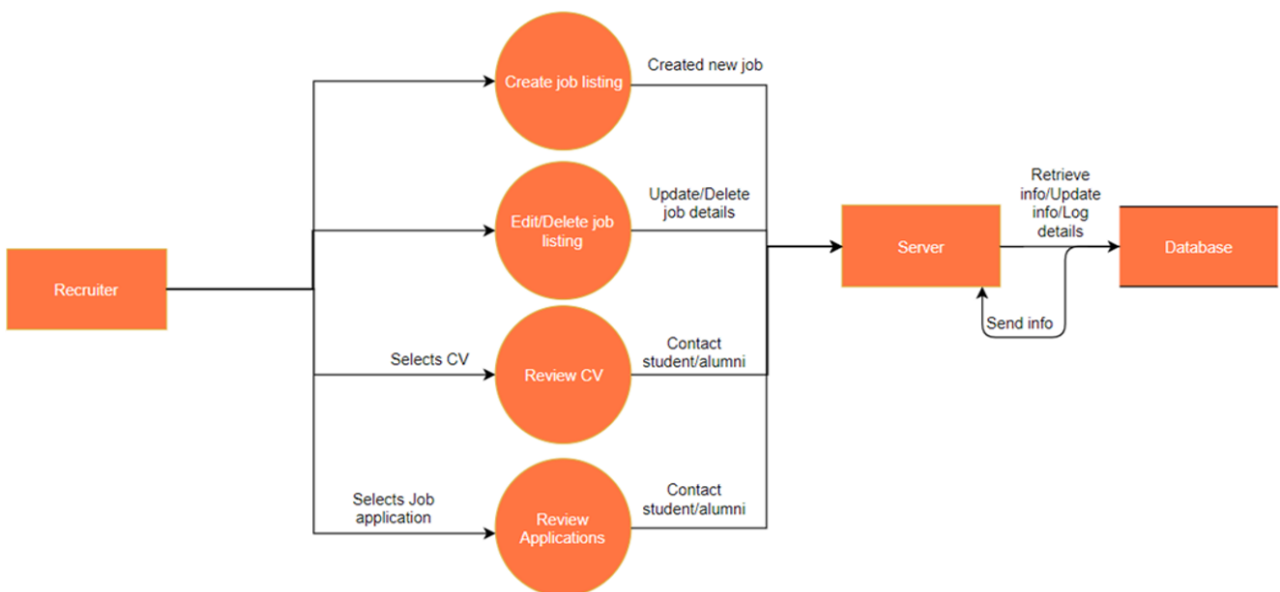 Create job listing
Created new job
Edit/Delete job
listing
Update/Delete
job details
Retrieve
info/Update
info/Log
details
Recruiter
Server
Database
Send info
Selects CV
Review CV
Contact
student/alumni
Selects Job
application
Review
Applications
Contact
student/alumni